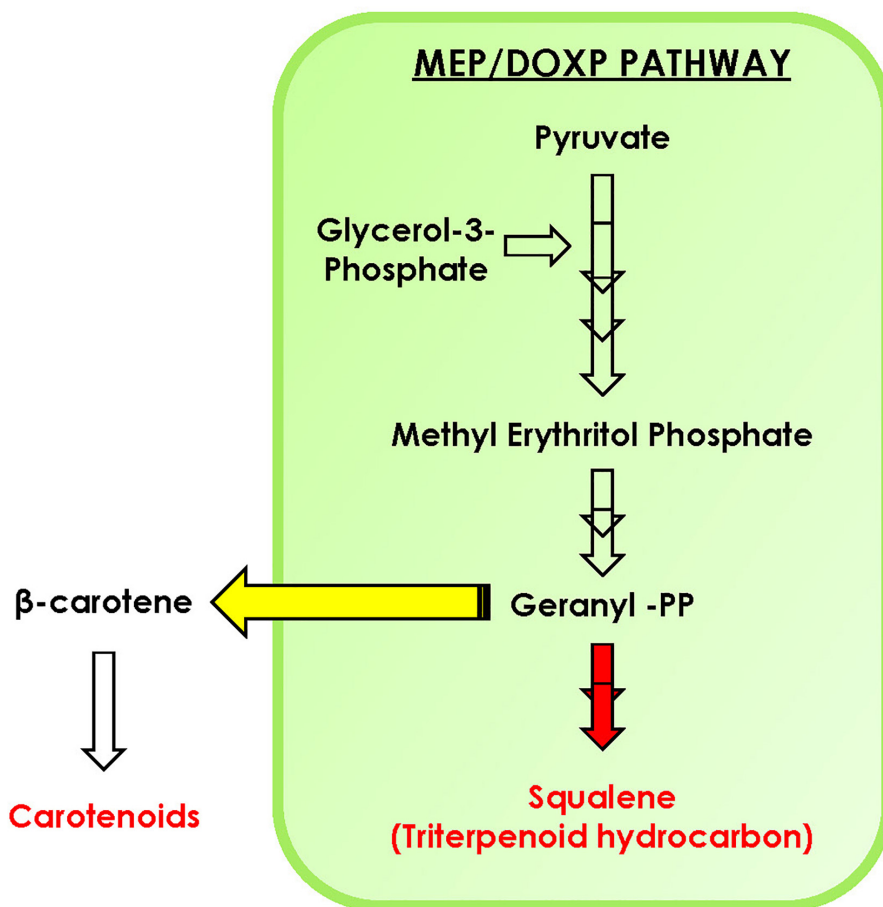 MEP/DOXP PATHWAY
Pyruvate
Glycerol-3-
Phosphate
Methyl Erythritol Phosphate
β-carotene
Geranyl -PP
Carotenoids
Squalene
(Triterpenoid hydrocarbon)